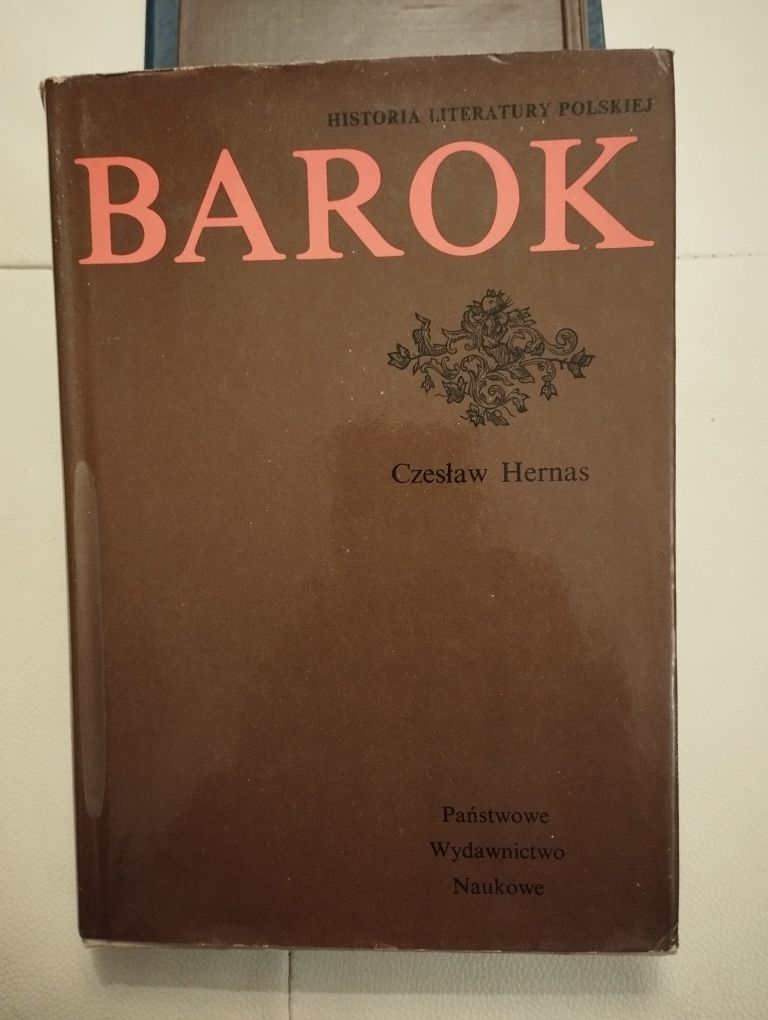 HISTORIA LITERATURY POLSKIEJ
BAROK
Czesław Hernas
Państwowe
Wydawnictwo
Naukowe